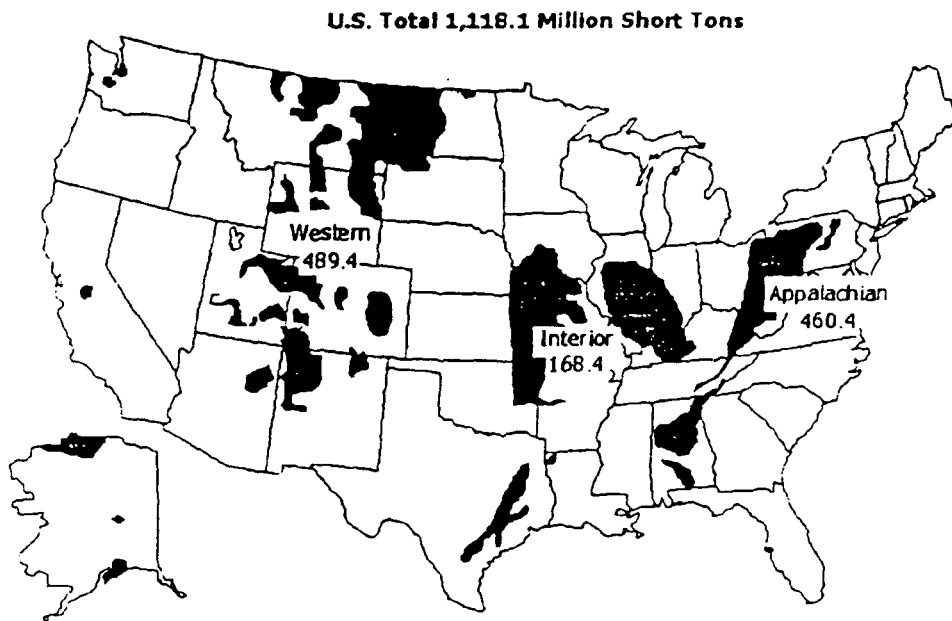 U.S. Total 1,118.1 Million Short Tons
Western
489.4
Appalachian
460.4
Interior
168.4